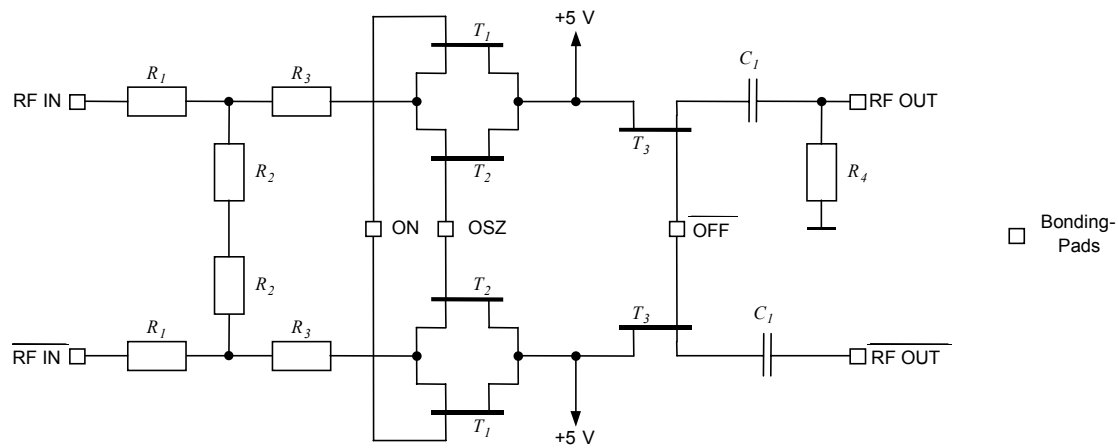 +5 V
T1
C1
R1
R3
RF IN
RF OUT
T3
R2
T2
R4
ON
OSZ
OFF
Bonding-
Pads
R2
T2
T3
C1
R1
R3
RF IN
RF OUT
T1
+5 V